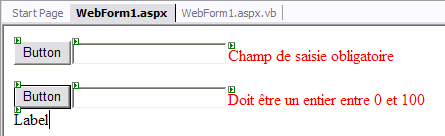 Start Page WebForm1.aspx WebForm1.aspx.vb
Button Champ de saisie obligatoire
Button Doit être un entier entre 0 et 100
Label